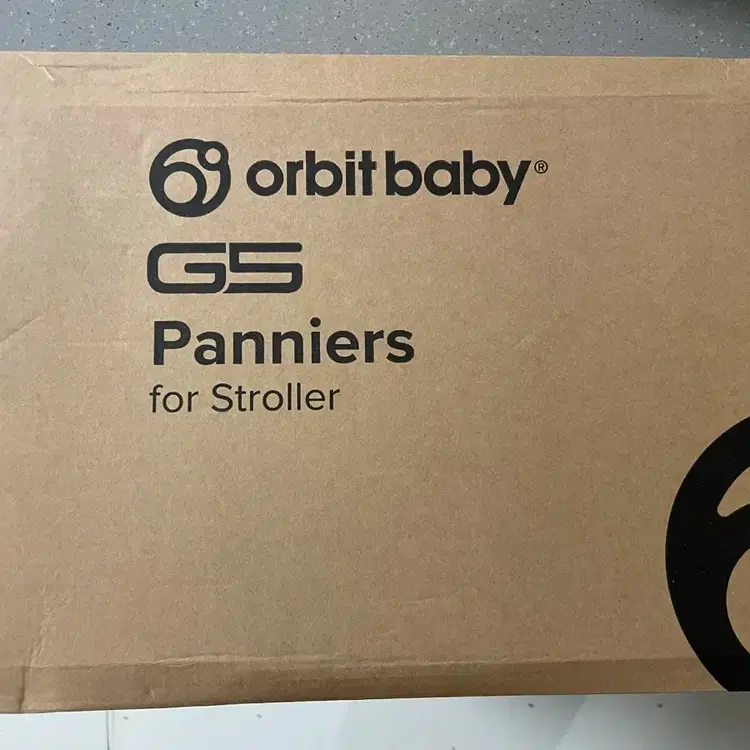 orbit baby®
G5
Panniers
for Stroller